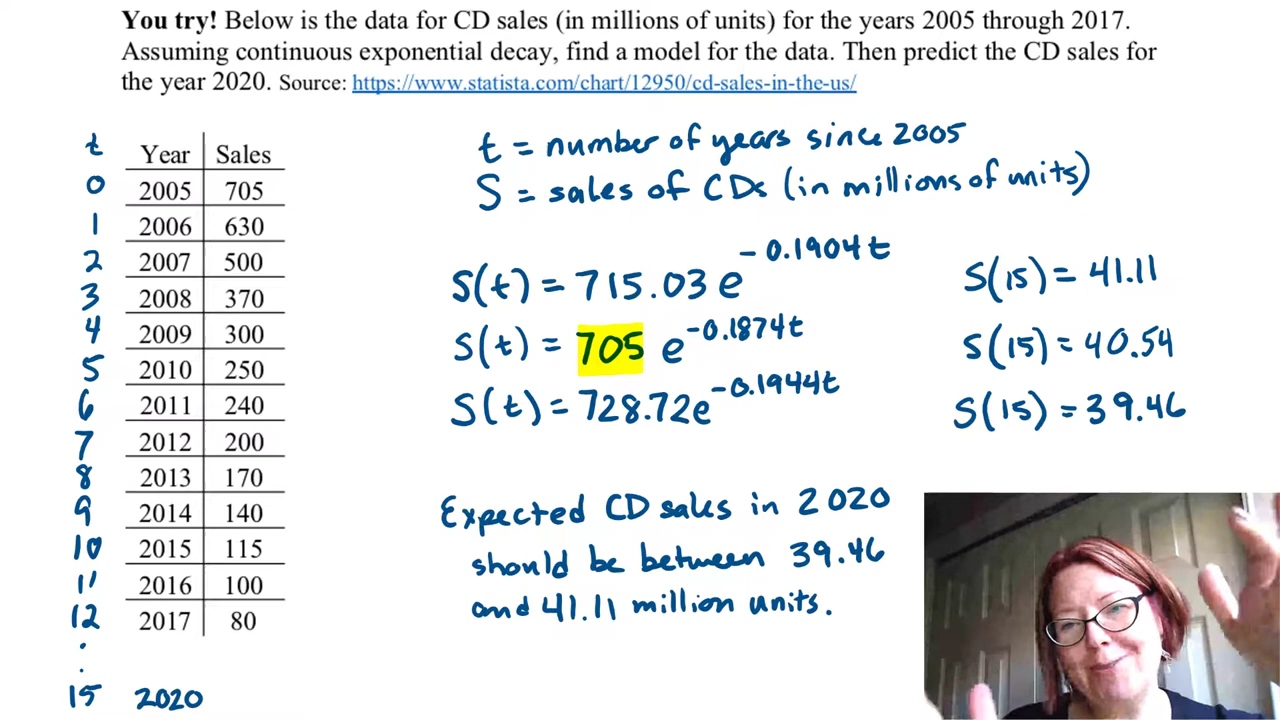 You try! Below is the data for CD sales (in millions of units) for the years 2005 through 2017.
Assuming continuous exponential decay, find a model for the data. Then predict the CD sales for
the year 2020. Source: https://www.statista.com/chart/12950/cd-sales-in-the-us/
t = number of years since 2005
S = sales of CDs (in millions of units)
t Year Sales
0 2005 705
1 2006 630
2 2007 500
3 2008 370
4 2009 300
5 2010 250
6 2011 240
7 2012 200
8 2013 170
9 2014 140
10 2015 115
11 2016 100
12 2017 80
:
15 2020
S(t) = 715.03 e^-0.1904t S(15) = 41.11
S(t) = 705 e^-0.1874t S(15) = 40.54
S(t) = 728.72e^-0.1944t S(15) = 39.46
Expected CD sales in 2020
should be between 39.46
and 41.11 million units.